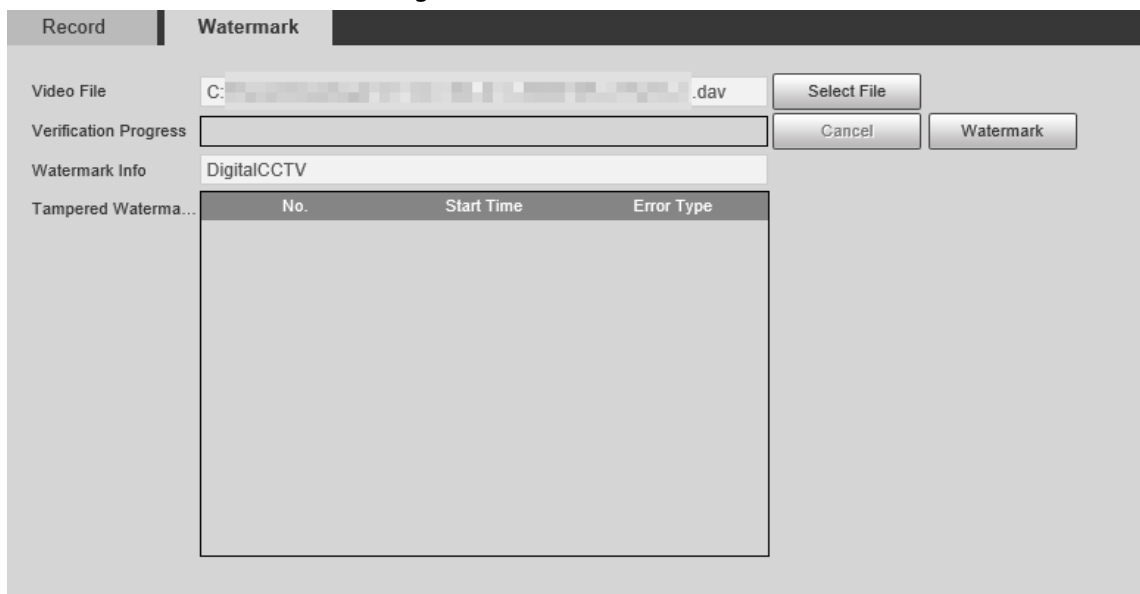 Record Watermark
Video File C: .dav Select File
Verification Progress Cancel Watermark
Watermark Info DigitalCCTV
Tampered Waterma... No. Start Time Error Type